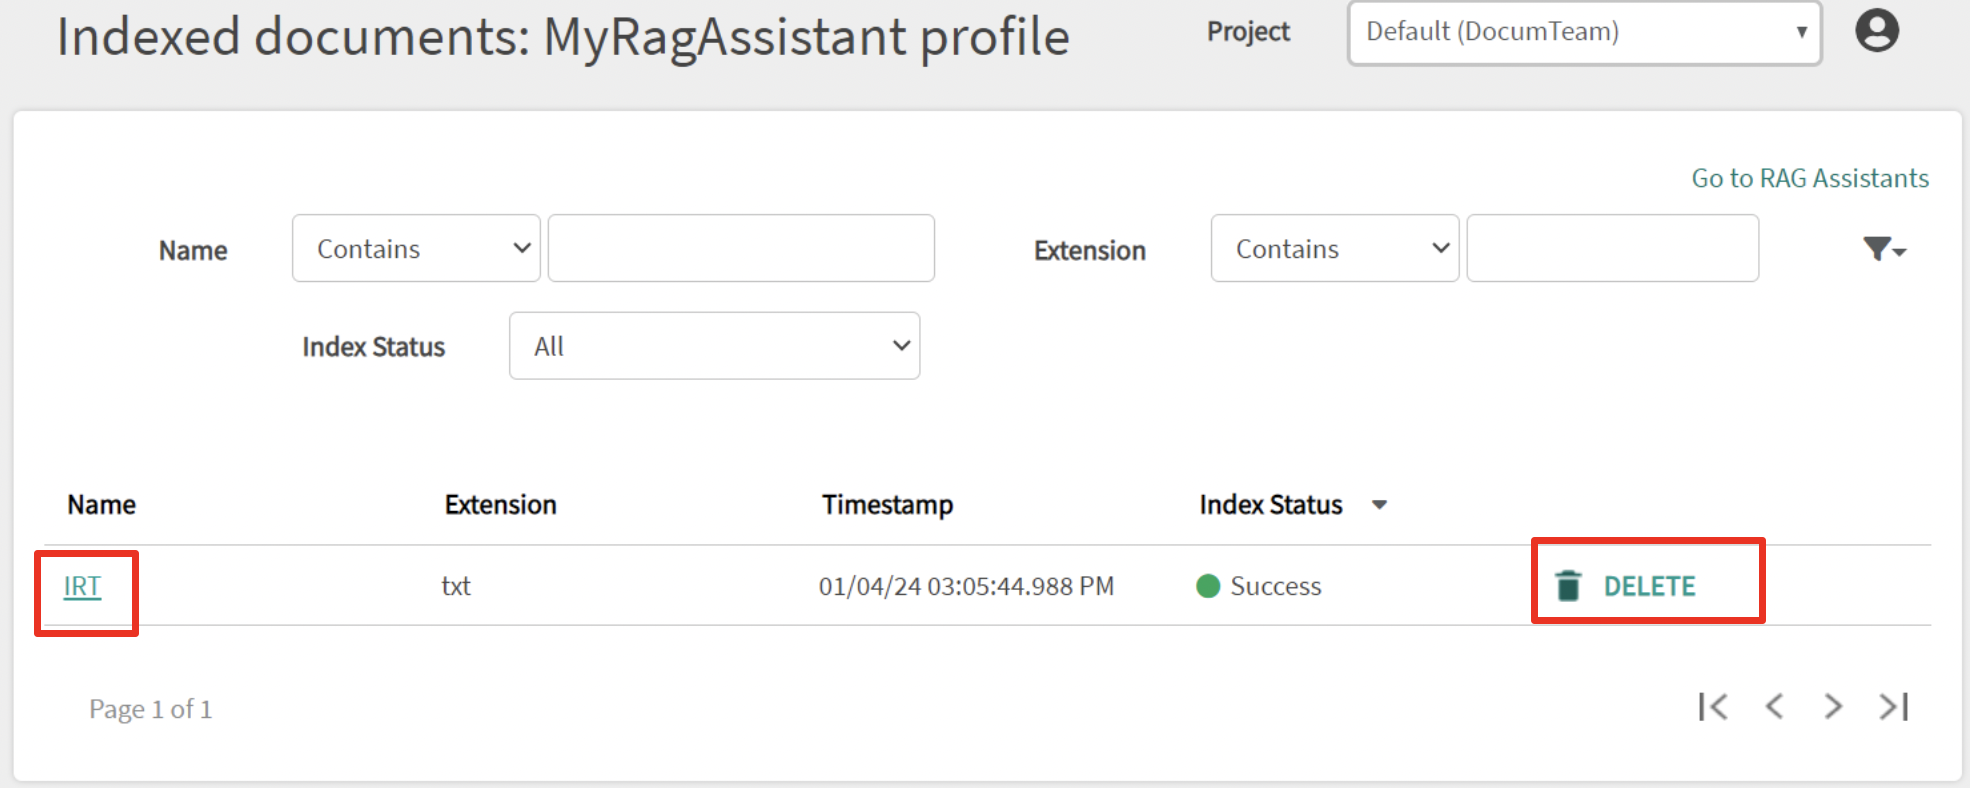 Indexed documents: MyRagAssistant profile
Project
Default (DocumTeam)
Go to RAG Assistants
Name
Contains
Extension
Contains
Index Status
All
Name Extension Timestamp Index Status
IRT txt 01/04/24 03:05:44.988 PM Success DELETE
Page 1 of 1